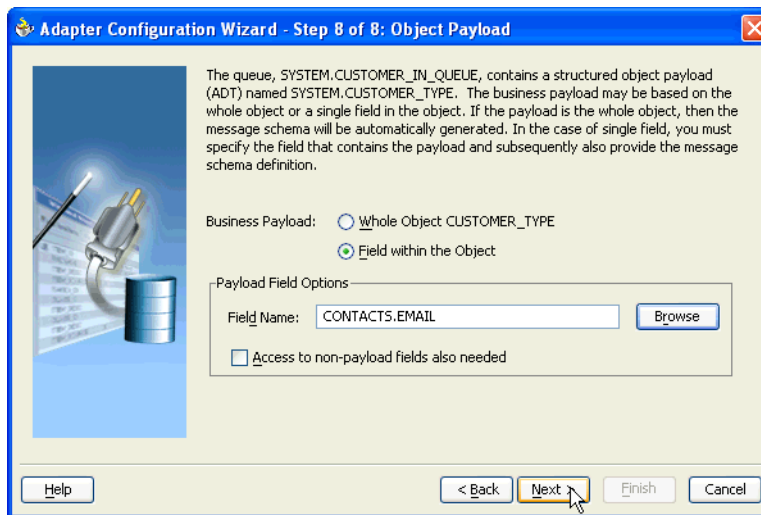 Adapter Configuration Wizard - Step 8 of 8: Object Payload
The queue, SYSTEM.CUSTOMER_IN_QUEUE, contains a structured object payload
(ADT) named SYSTEM.CUSTOMER_TYPE.  The business payload may be based on the
whole object or a single field in the object. If the payload is the whole object, then the
message schema will be automatically generated. In the case of single field, you must
specify the field that contains the payload and subsequently also provide the message
schema definition.
Business Payload:
Whole Object CUSTOMER_TYPE
Field within the Object
Payload Field Options
Field Name: CONTACTS.EMAIL Browse
Access to non-payload fields also needed
Help < Back Next > Finish Cancel